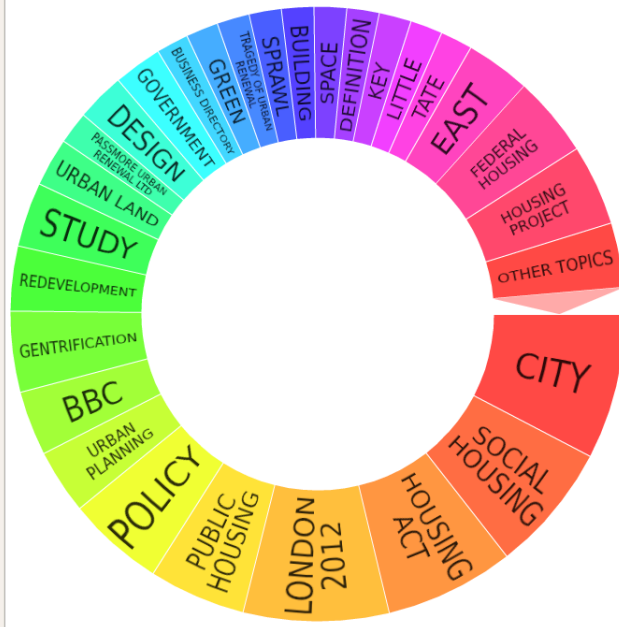 CITY
SOCIAL
HOUSING
HOUSING
ACT
LONDON
2012
PUBLIC
HOUSING
POLICY
URBAN
PLANNING
BBC
GENTRIFICATION
REDEVELOPMENT
STUDY
URBAN LAND
PASSMORE URBAN
RENEWAL LTD
DESIGN
GOVERNMENT
BUSINESS DIRECTORY
GREEN
TRAGEDY OF URBAN
RENEWAL
SPRAWL
BUILDING
SPACE
DEFINITION
KEY
LITTLE
TATE
EAST
FEDERAL
HOUSING
HOUSING
PROJECT
OTHER TOPICS